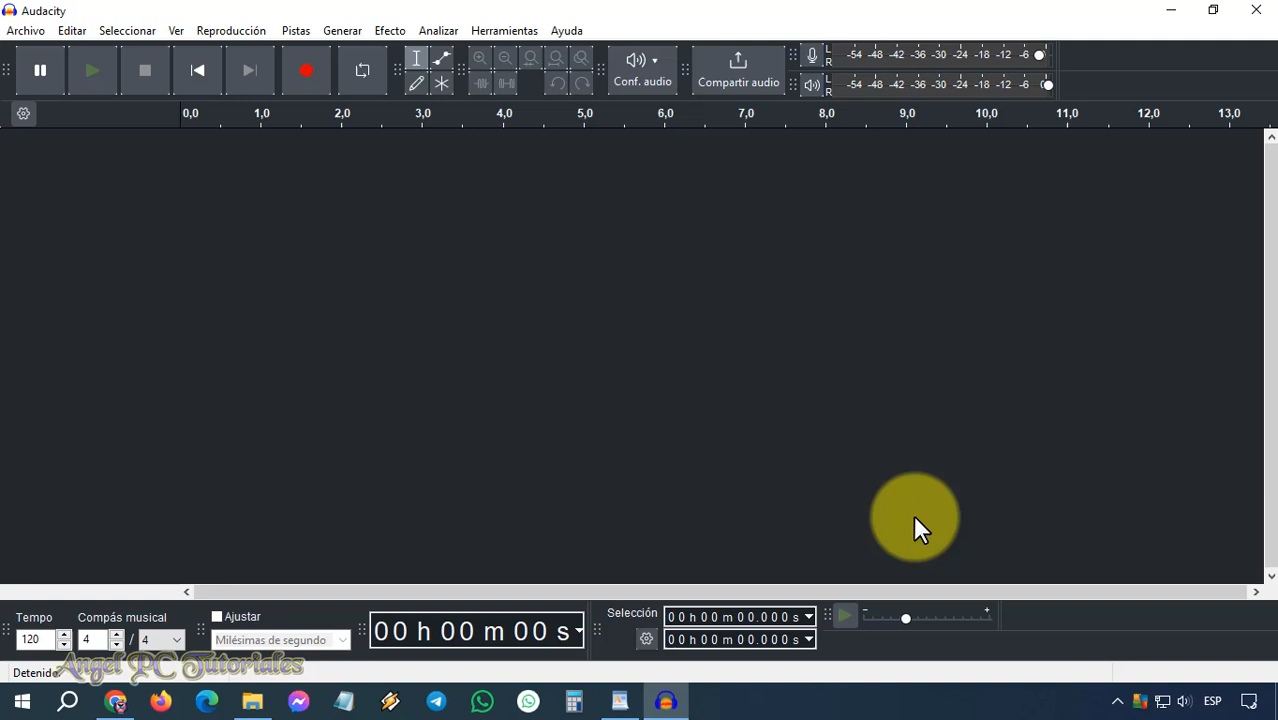 Audacity
Archivo Editar Seleccionar Ver Reproducción Pistas Generar Efecto Analizar Herramientas Ayuda
Conf. audio
Compartir audio
L
R
-54 -48 -42 -36 -30 -24 -18 -12 -6
L
R
-54 -48 -42 -36 -30 -24 -18 -12 -6
0,0 1,0 2,0 3,0 4,0 5,0 6,0 7,0 8,0 9,0 10,0 11,0 12,0 13,0
Tempo
120
Compás musical
4 / 4
Ajustar
Milésimas de segundo
00 h 00 m 00 s
Selección
00 h 00 m 00.000 s
00 h 00 m 00.000 s
- +
Detenido
Angel PC Tutoriales
ESP